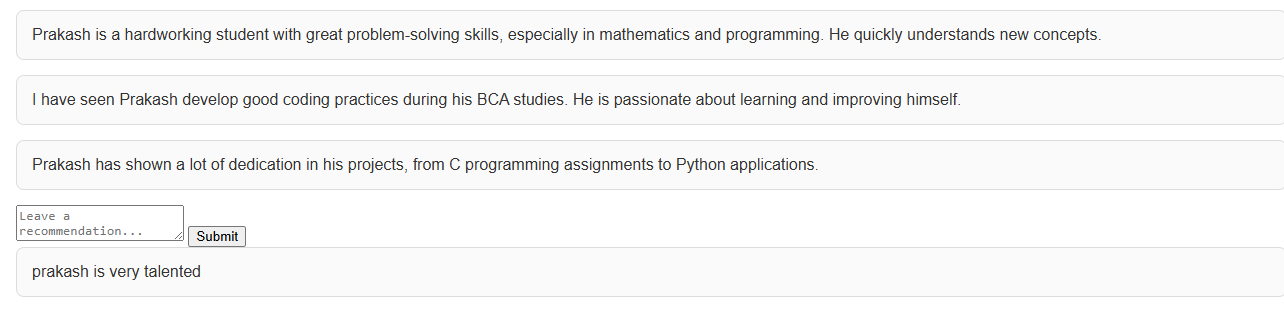 Prakash is a hardworking student with great problem-solving skills, especially in mathematics and programming. He quickly understands new concepts.
I have seen Prakash develop good coding practices during his BCA studies. He is passionate about learning and improving himself.
Prakash has shown a lot of dedication in his projects, from C programming assignments to Python applications.
Leave a
recommendation...
Submit
prakash is very talented